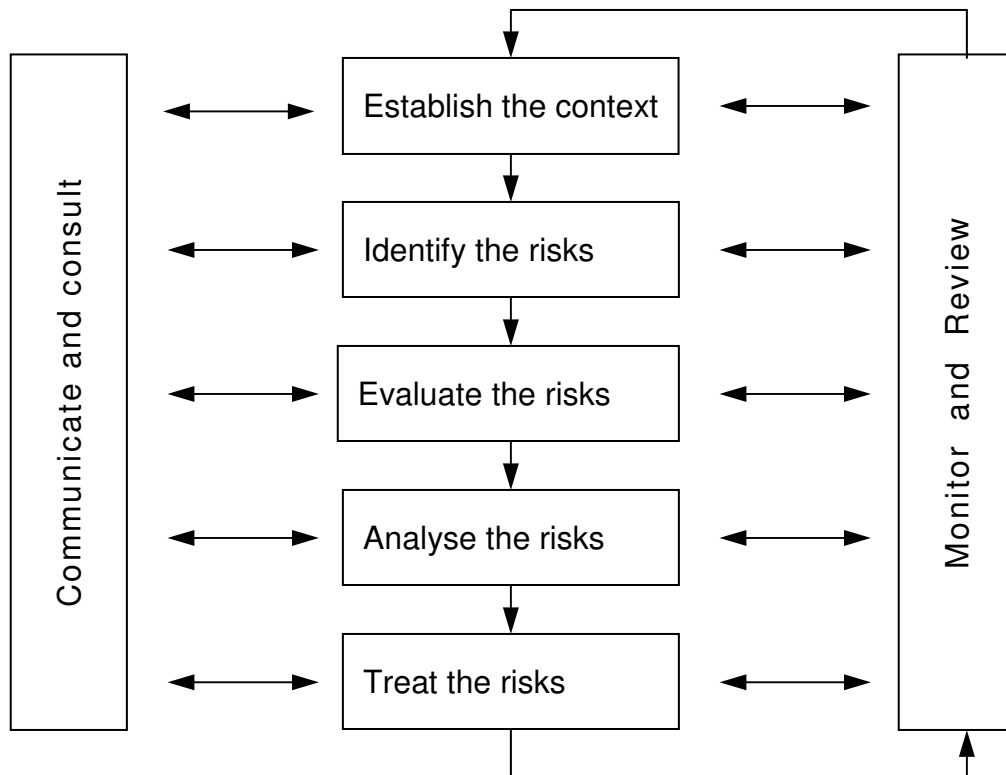 Communicate and consult
Establish the context
Identify the risks
Evaluate the risks
Analyse the risks
Treat the risks
Monitor and Review